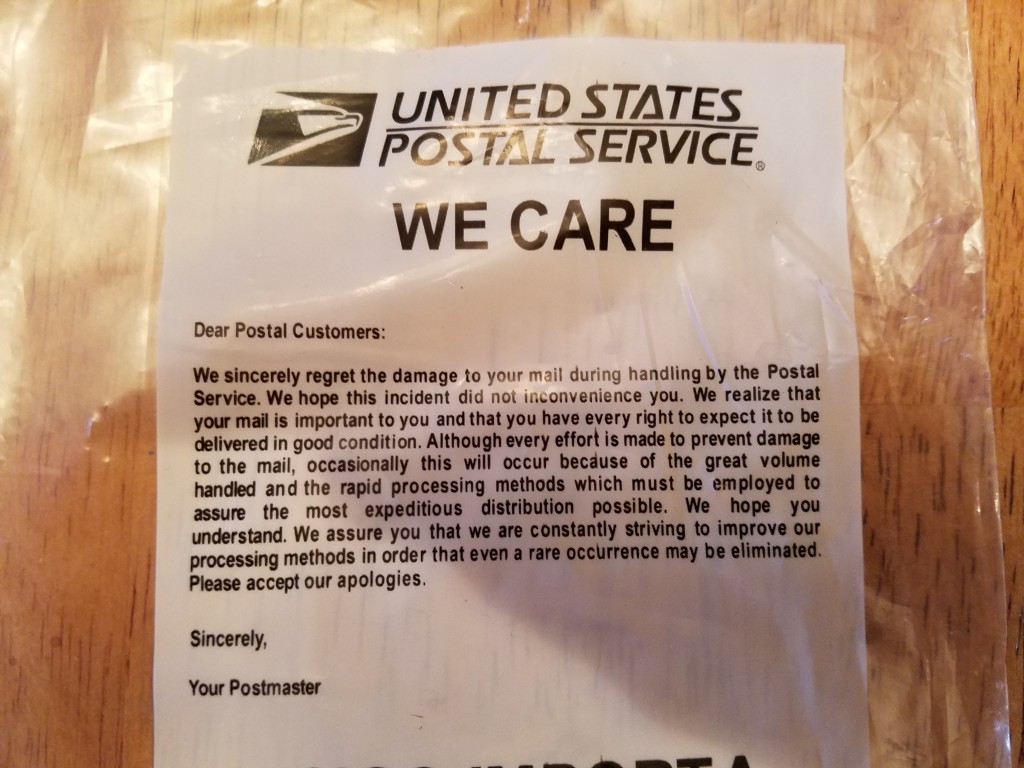 UNITED STATES
POSTAL SERVICE®
WE CARE
Dear Postal Customers:
We sincerely regret the damage to your mail during handling by the Postal
Service. We hope this incident did not inconvenience you. We realize that
your mail is important to you and that you have every right to expect it to be
delivered in good condition. Although every effort is made to prevent damage
to the mail, occasionally this will occur because of the great volume
handled and the rapid processing methods which must be employed to
assure the most expeditious distribution possible. We hope you
understand. We assure you that we are constantly striving to improve our
processing methods in order that even a rare occurrence may be eliminated.
Please accept our apologies.
Sincerely,
Your Postmaster